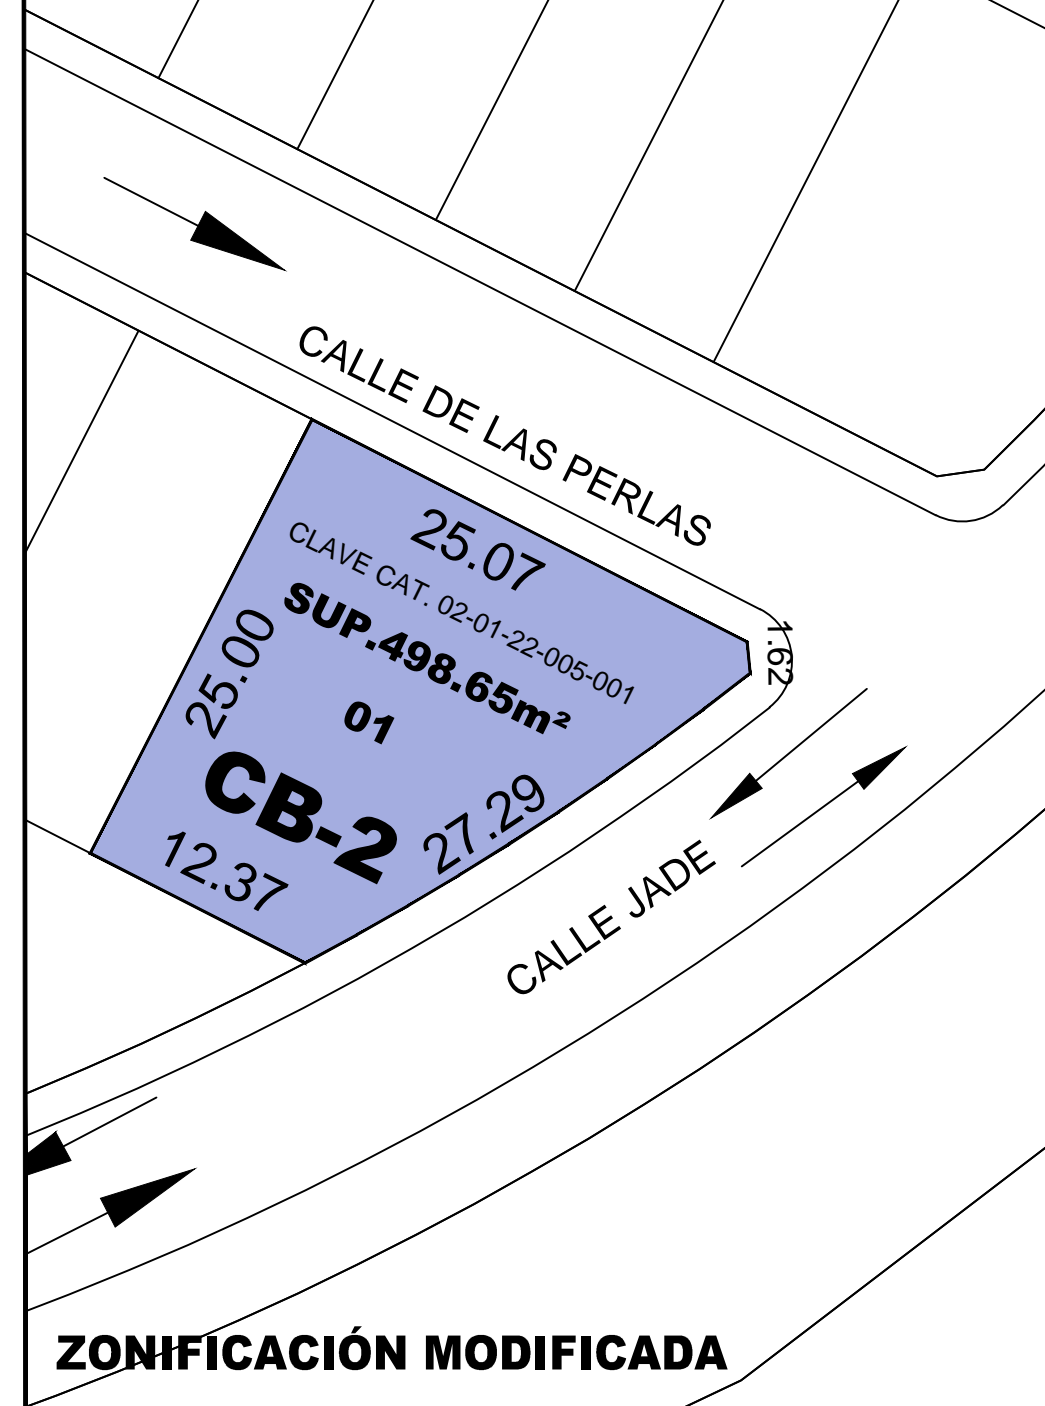 CALLE DE LAS PERLAS
25.07
CLAVE CAT. 02-01-22-005-001
SUP.498.65m²
1.62
25.00
01
CB-2
27.29
12.37
CALLE JADE
ZONIFICACIÓN MODIFICADA